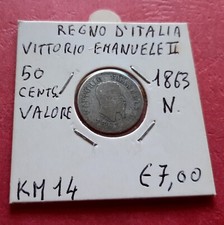 REGNO D'ITALIA
VITTORIO EMANUELE II
50 1863
CENTS. N.
VALORE
KM 14 €7,00